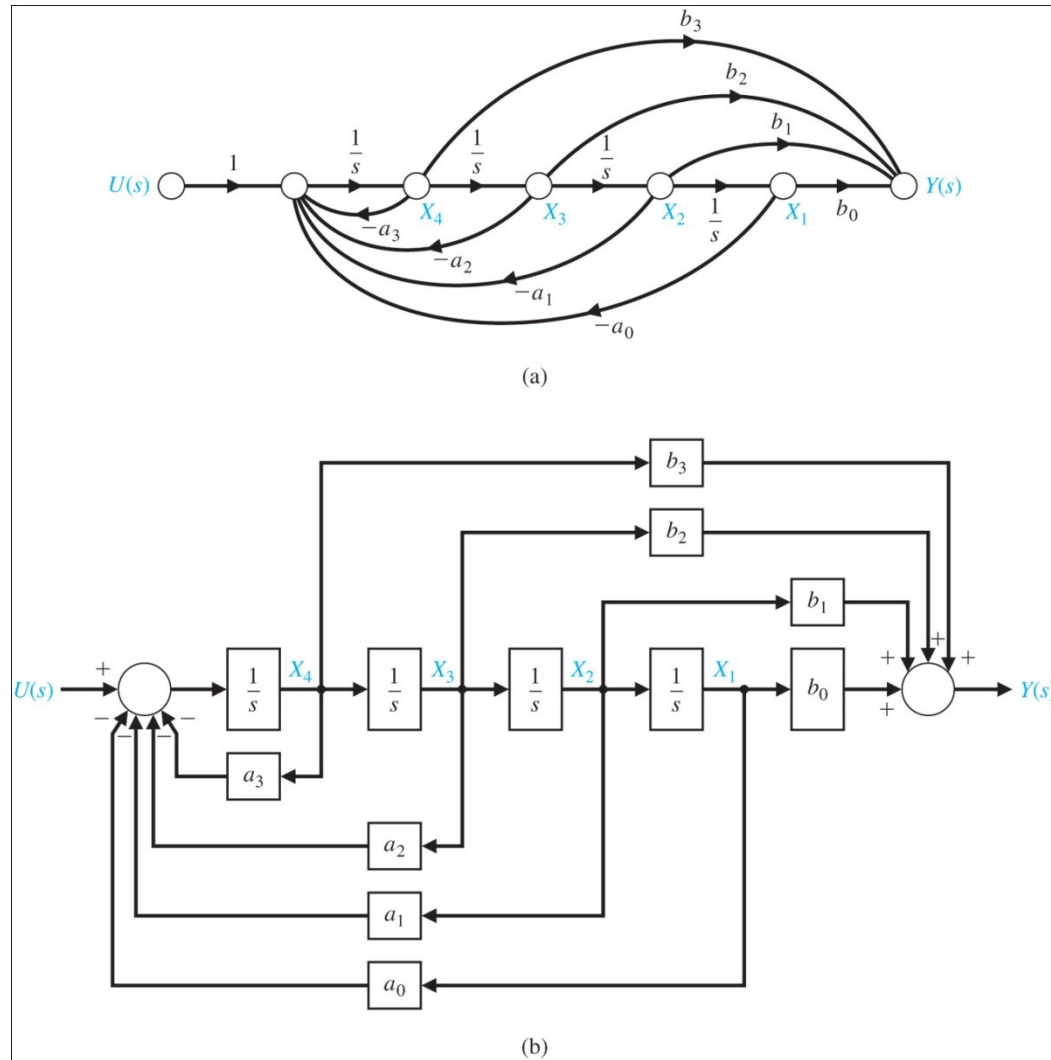 b₃
b₂
b₁
1/s 1/s 1/s
1
U(s) Y(s)
X₄ X₃ X₂ X₁ b₀
1/s
−a₃
−a₂
−a₁
−a₀
(a)
b₃
b₂
b₁
+ + +
+ X₄ X₃ X₂ X₁
U(s) 1/s 1/s 1/s 1/s b₀ Y(s)
− − − − +
a₃
a₂
a₁
a₀
(b)